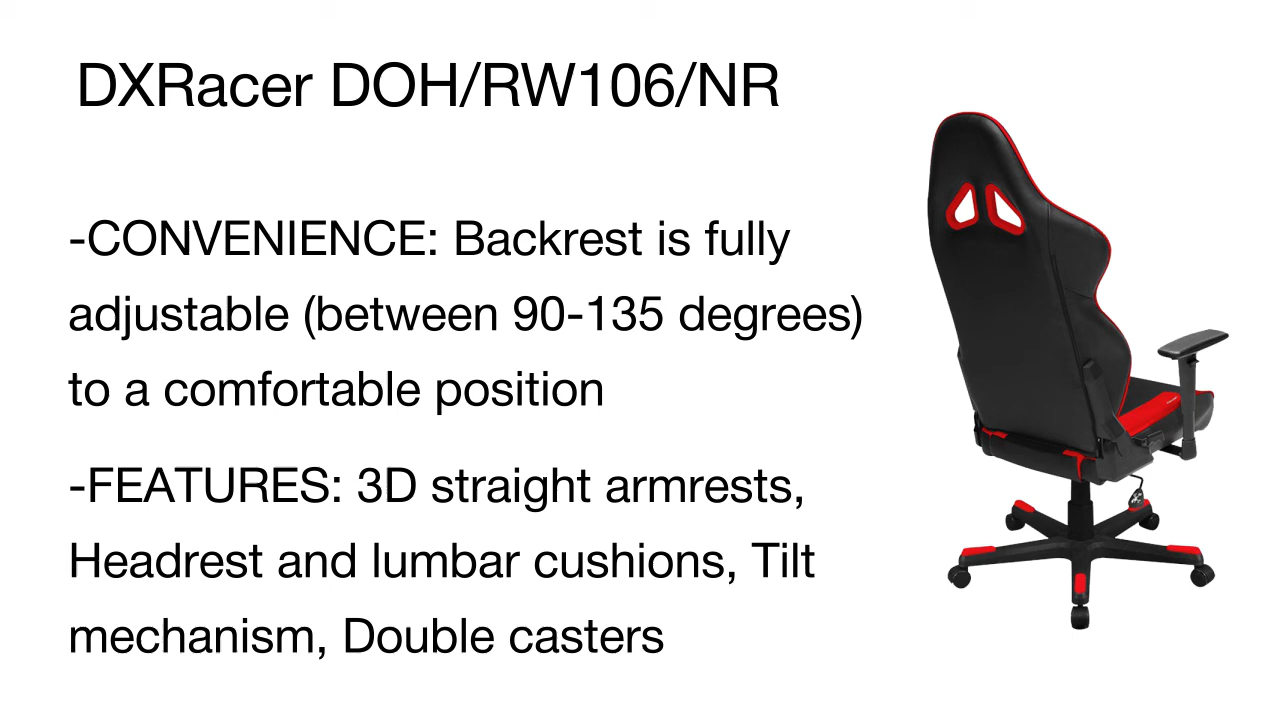 DXRacer DOH/RW106/NR
-CONVENIENCE: Backrest is fully
adjustable (between 90-135 degrees)
to a comfortable position
-FEATURES: 3D straight armrests,
Headrest and lumbar cushions, Tilt
mechanism, Double casters